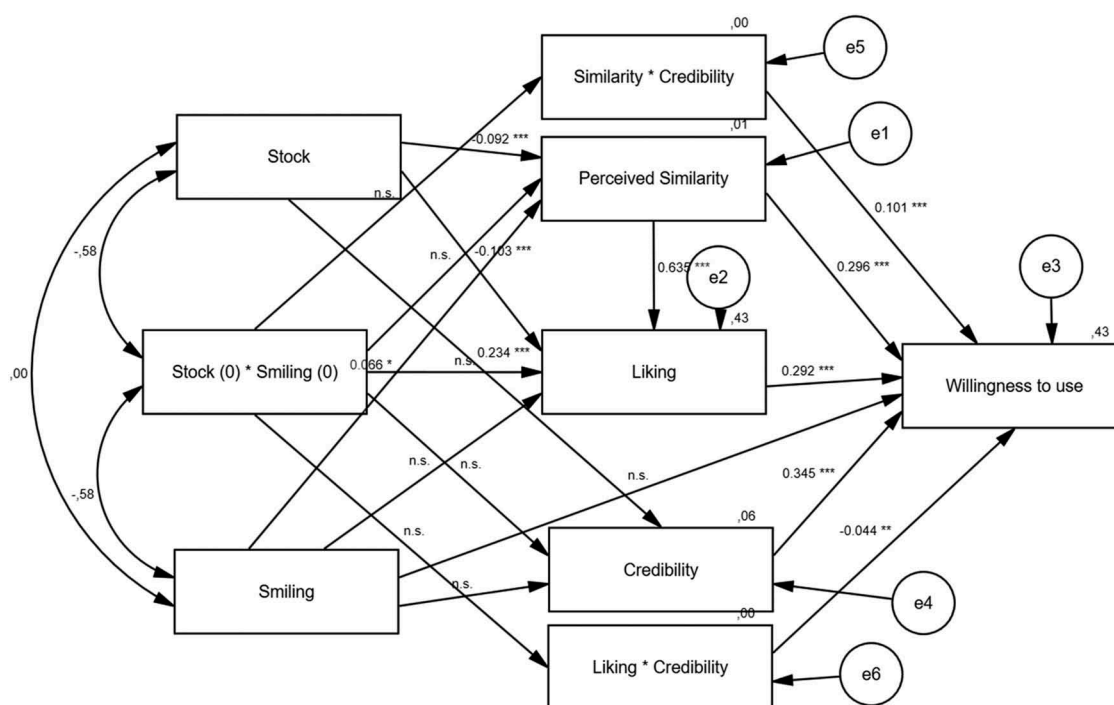 ,00
e5
Similarity * Credibility
,01
e1
-0.092 ***
Stock
Perceived Similarity
n.s.
0.101 ***
-,58
n.s.
-0.103 ***
0.635 ***
e2
0.296 ***
e3
,43
,43
Stock (0) * Smiling (0)
0.066 *
0.234 ***
n.s.
Liking
0.292 ***
Willingness to use
,00
n.s.
n.s.
n.s.
0.345 ***
-,58
n.s.
,06
-0.044 **
Credibility
Smiling
n.s.
e4
,00
Liking * Credibility
e6